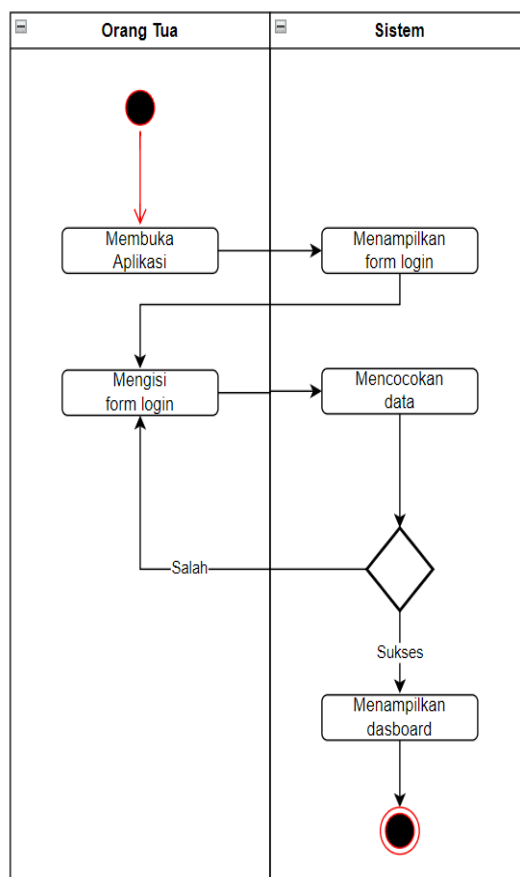 Orang Tua
Sistem
Membuka
Aplikasi
Menampilkan
form login
Mengisi
form login
Mencocokan
data
Salah
Sukses
Menampilkan
dasboard